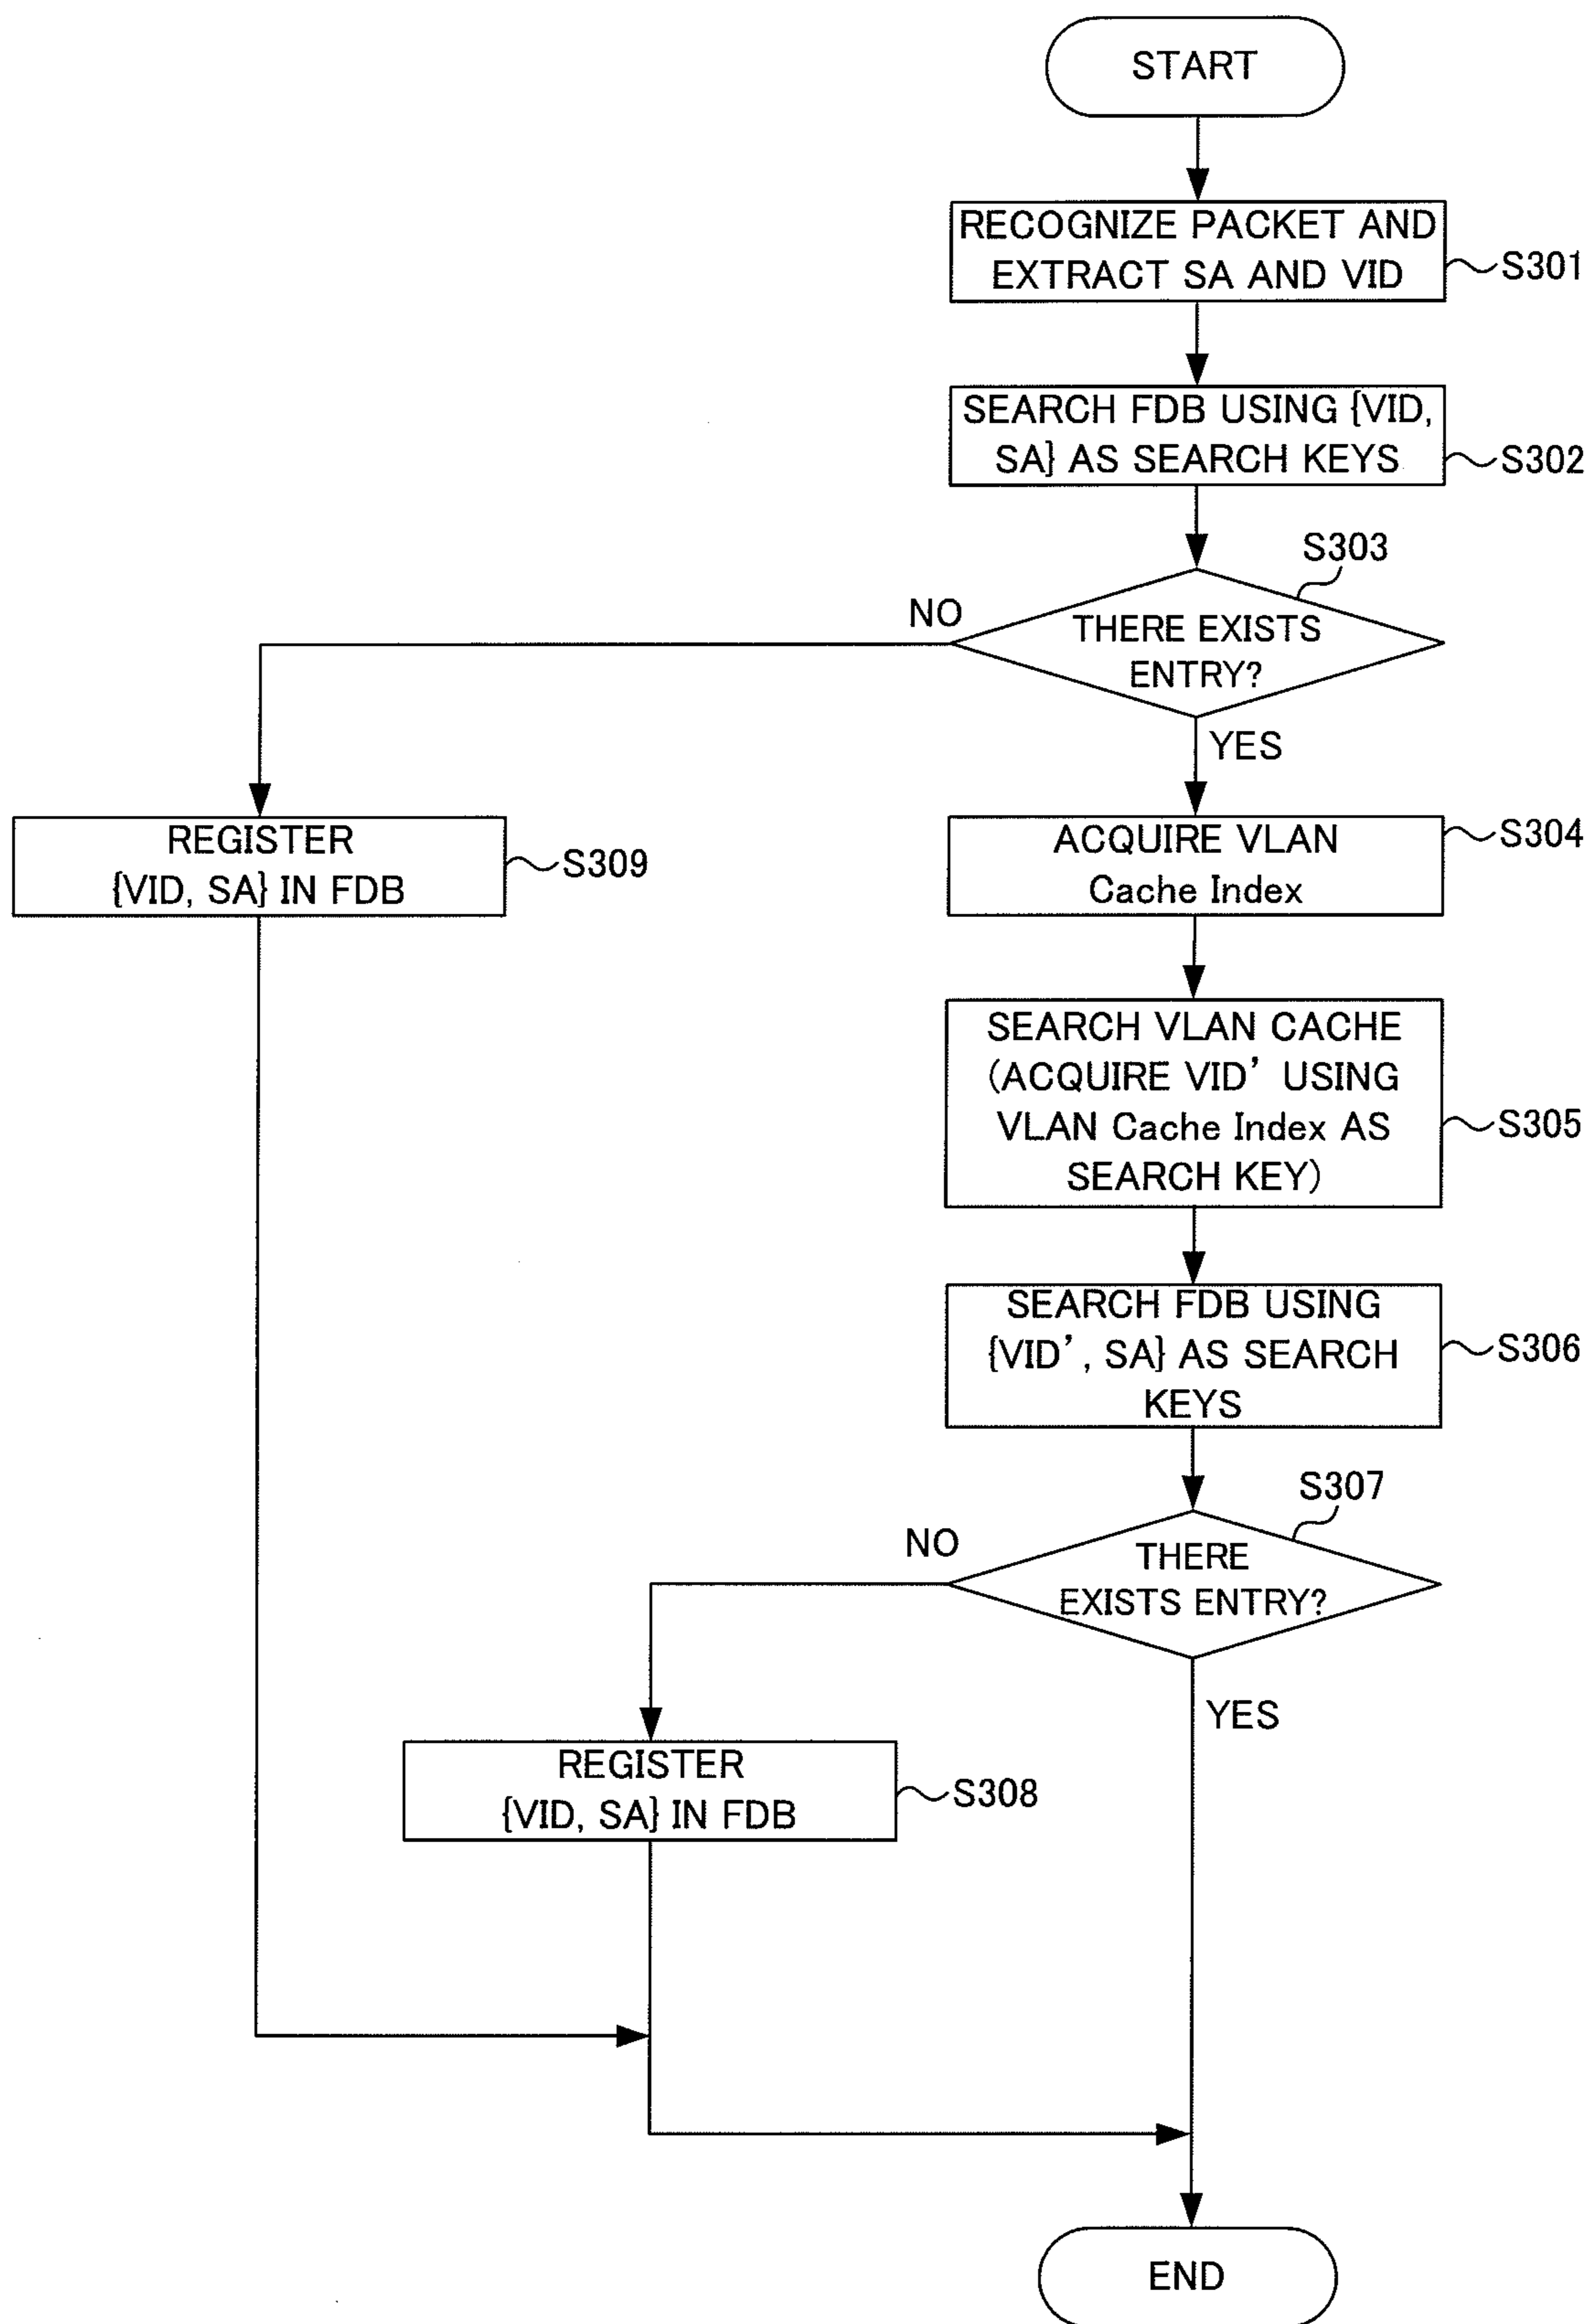 START
RECOGNIZE PACKET AND
EXTRACT SA AND VID
S301
SEARCH FDB USING {VID,
SA} AS SEARCH KEYS
S302
S303
NO
THERE EXISTS
ENTRY?
YES
REGISTER
{VID, SA} IN FDB
S309
ACQUIRE VLAN
Cache Index
S304
SEARCH VLAN CACHE
(ACQUIRE VID' USING
VLAN Cache Index AS
SEARCH KEY)
S305
SEARCH FDB USING
{VID', SA} AS SEARCH
KEYS
S306
S307
NO
THERE
EXISTS ENTRY?
YES
REGISTER
{VID, SA} IN FDB
S308
END